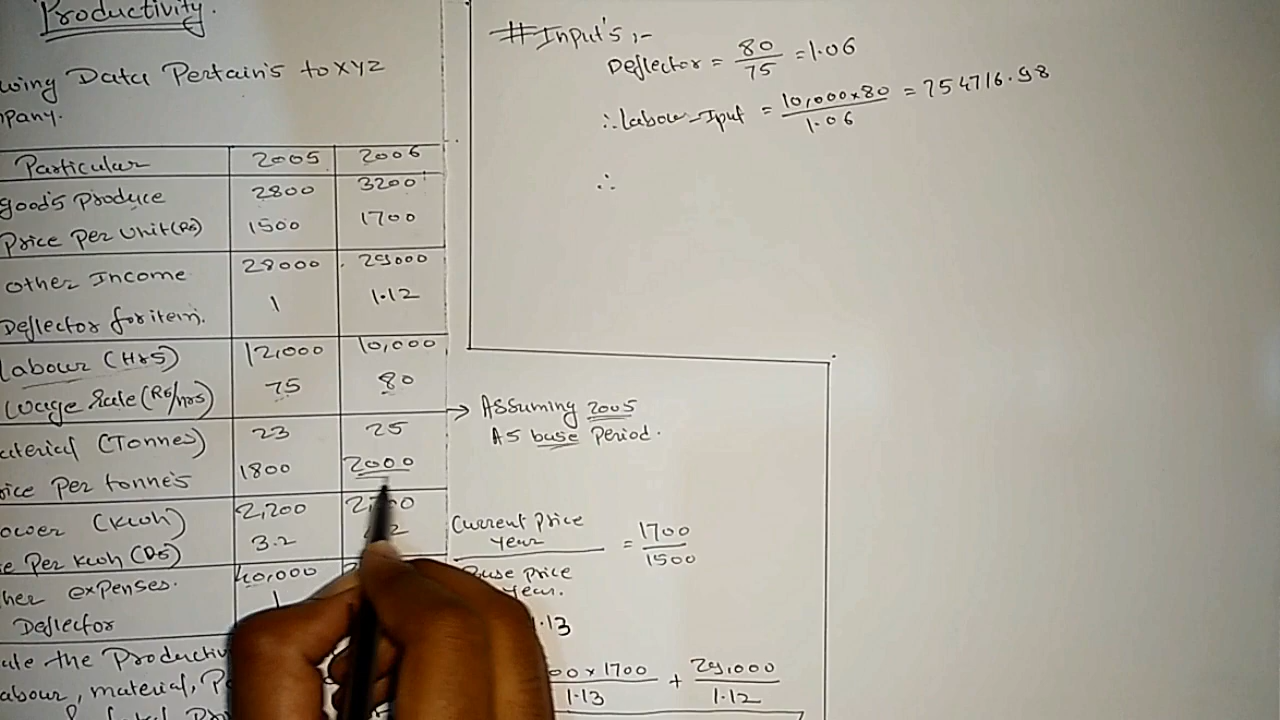 Productivity.
wing Data Pertain's to XYZ
pany.
Particular 2005 2006
good's produce 2800 3200
Price Per Unit (Rs) 1500 1700
other Income 28000 29000
Deflector for item. 1 1.12
Labour (Hrs) 12,000 10,000
Wage Rate (Rs/hrs) 75 80
aterial (Tonnes) 23 25
ice Per tonne's 1800 2000
ower (Kwh) 2,200
e Per Kwh (Rs) 3.2
her expenses. 40,000
Deflector 1
ate the Productiv
abour, material, Po
#Input's :-
Deflector = 80/75 = 1.06
∴ Labour Iput = 10,000 x 80 / 1.06 = 754716.98
∴
→ Assuming 2005
AS base Period.
Current Price year = 1700/1500
Base price year.
.13
00 x 1700 / 1.13 + 29,000 / 1.12